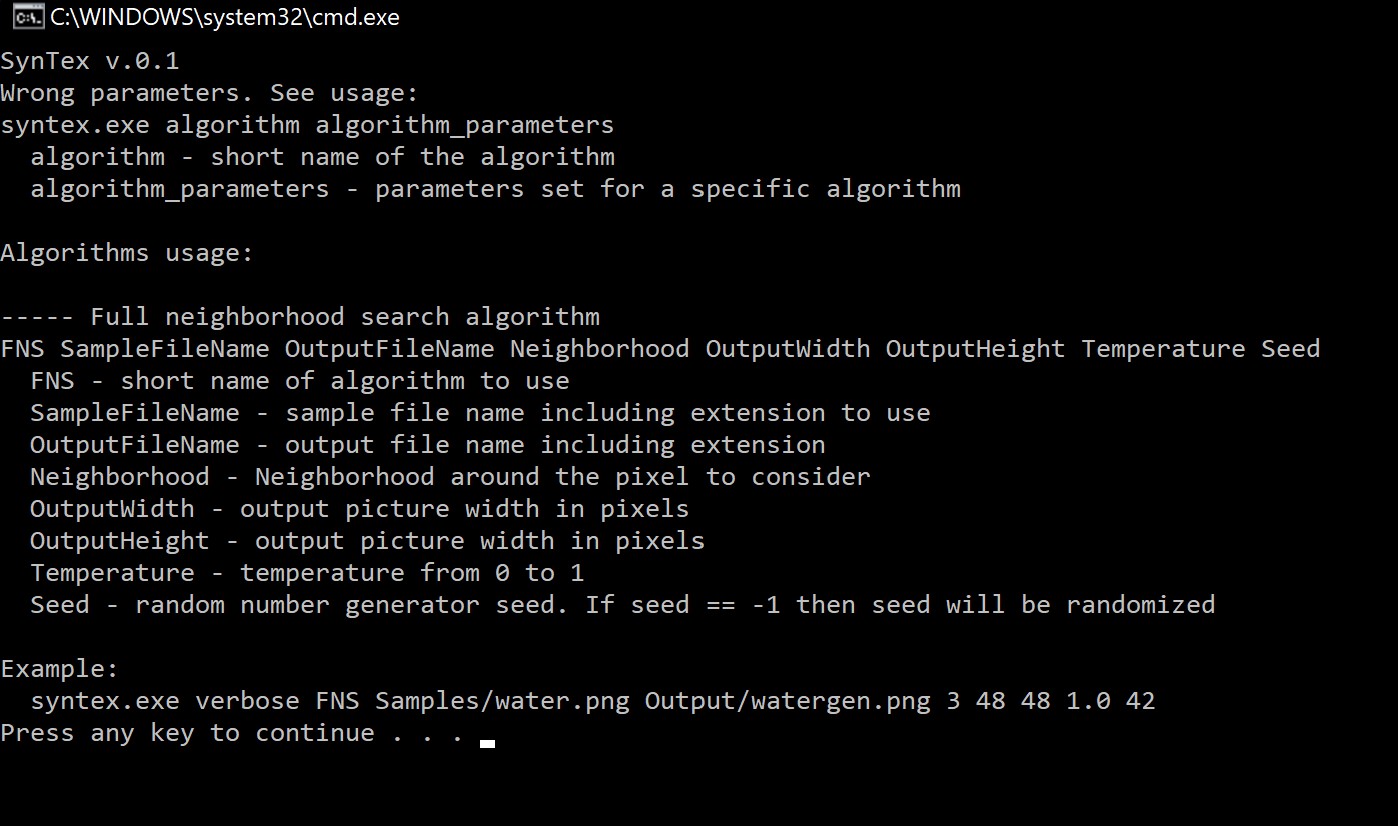 C:\WINDOWS\system32\cmd.exe
SynTex v.0.1
Wrong parameters. See usage:
syntex.exe algorithm algorithm_parameters
  algorithm - short name of the algorithm
  algorithm_parameters - parameters set for a specific algorithm

Algorithms usage:

----- Full neighborhood search algorithm
FNS SampleFileName OutputFileName Neighborhood OutputWidth OutputHeight Temperature Seed
  FNS - short name of algorithm to use
  SampleFileName - sample file name including extension to use
  OutputFileName - output file name including extension
  Neighborhood - Neighborhood around the pixel to consider
  OutputWidth - output picture width in pixels
  OutputHeight - output picture width in pixels
  Temperature - temperature from 0 to 1
  Seed - random number generator seed. If seed == -1 then seed will be randomized

Example:
  syntex.exe verbose FNS Samples/water.png Output/watergen.png 3 48 48 1.0 42
Press any key to continue . . .